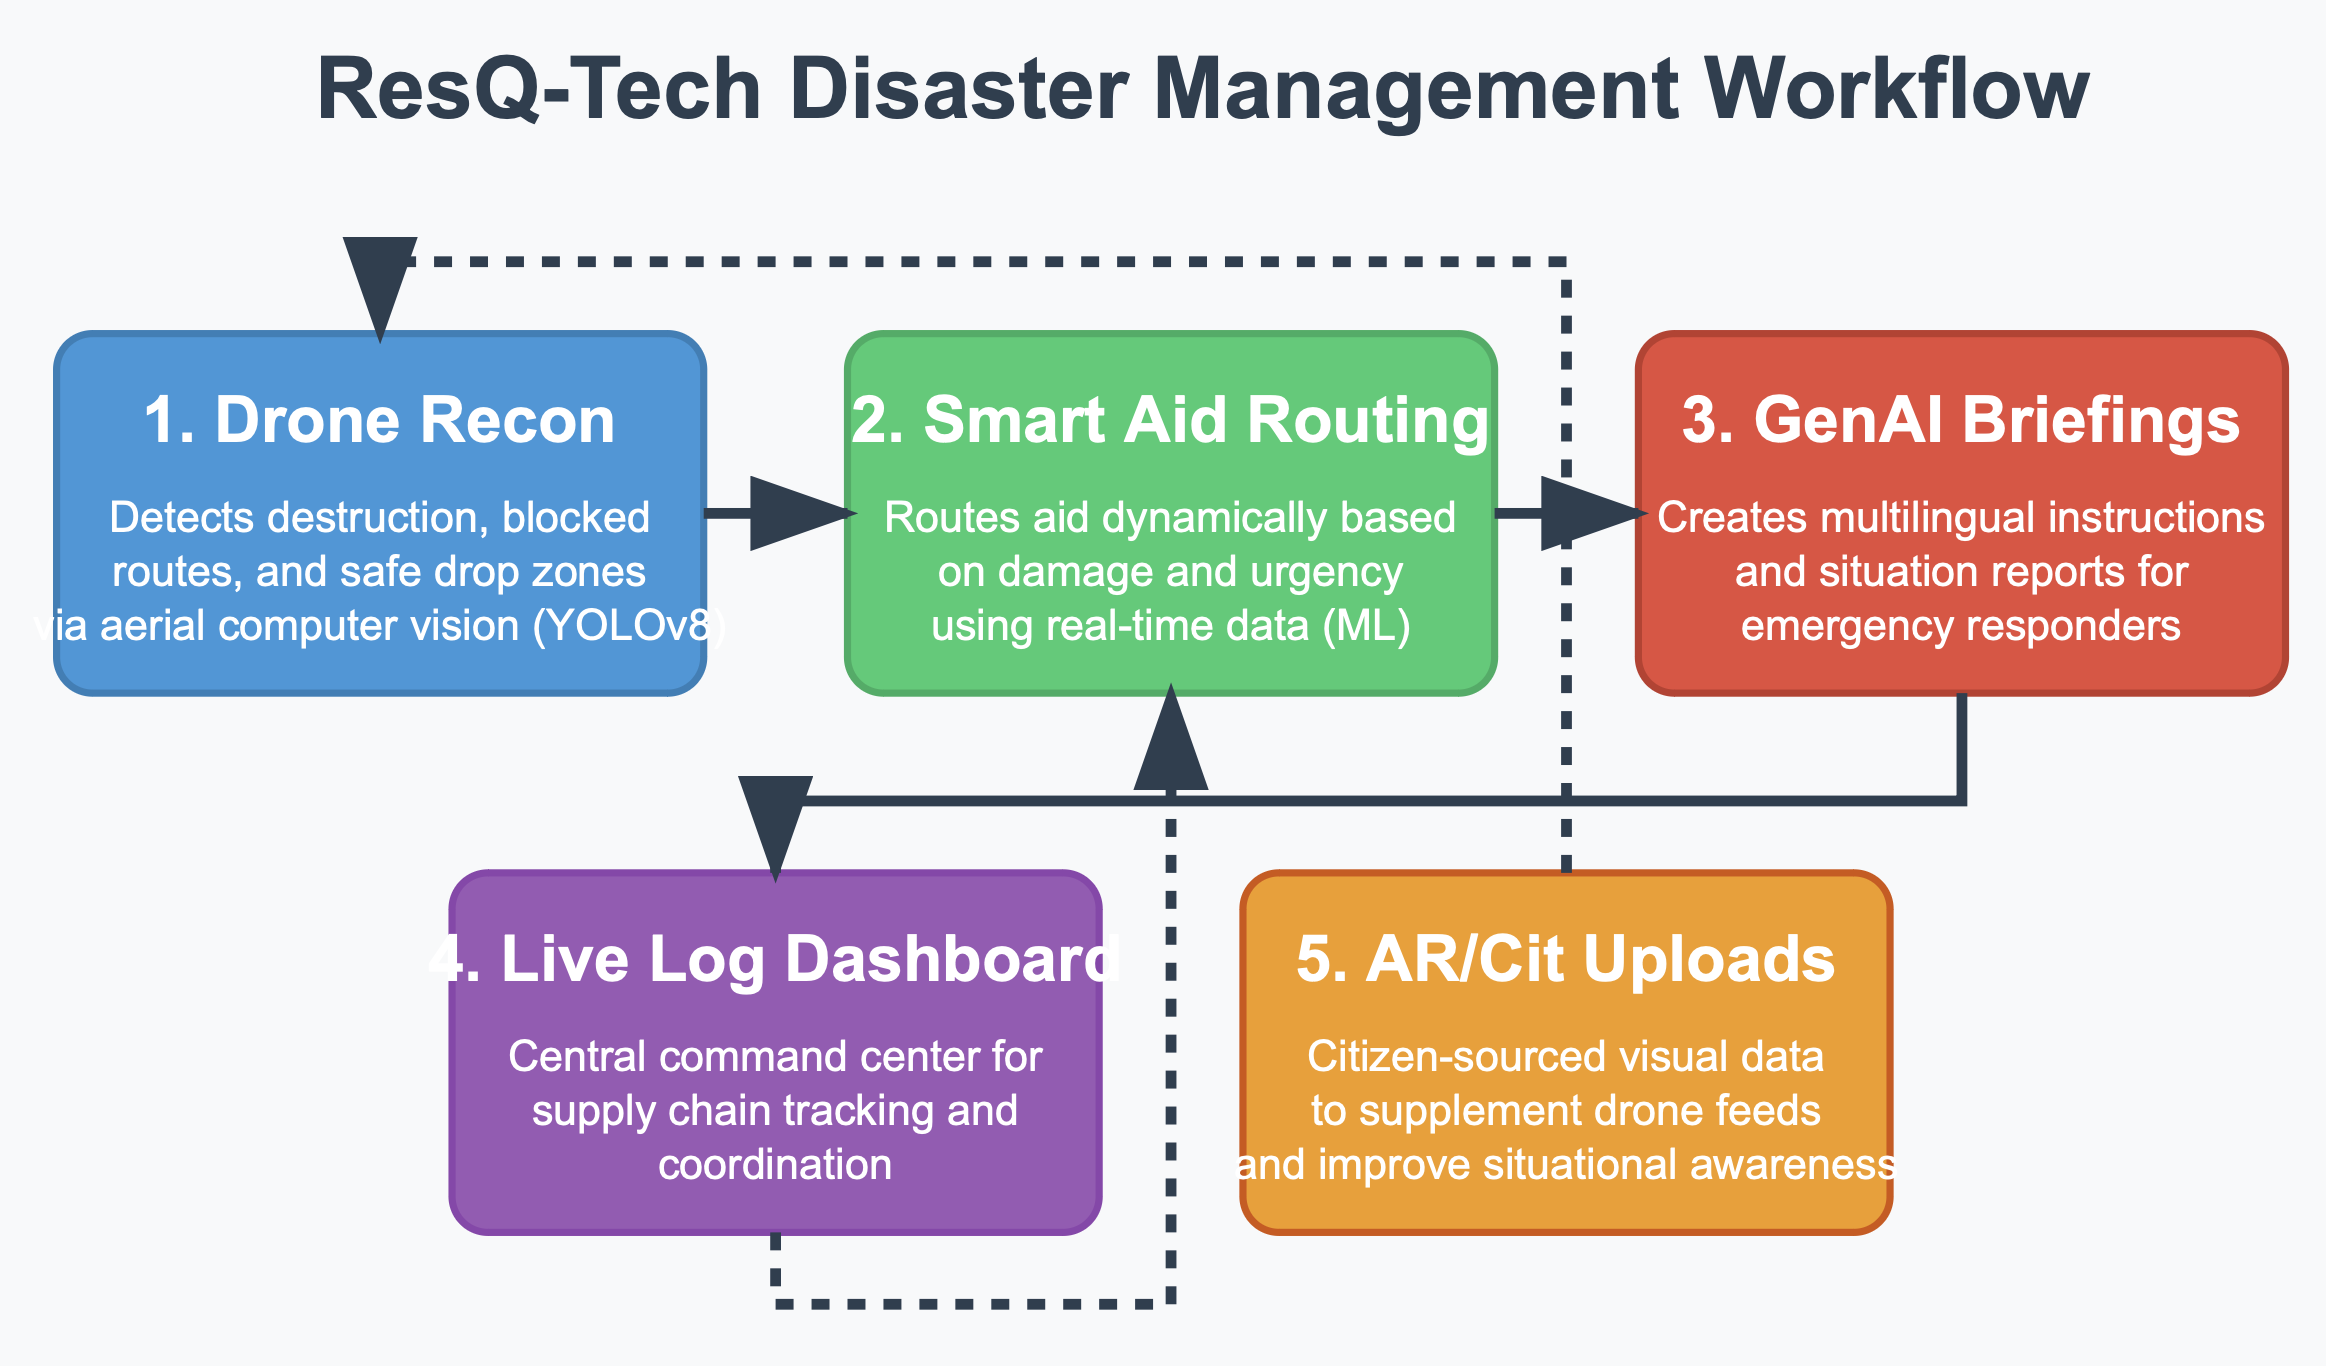 ResQ-Tech Disaster Management Workflow
1. Drone Recon
Detects destruction, blocked
routes, and safe drop zones
via aerial computer vision (YOLOv8)
2. Smart Aid Routing
Routes aid dynamically based
on damage and urgency
using real-time data (ML)
3. GenAI Briefings
Creates multilingual instructions
and situation reports for
emergency responders
4. Live Log Dashboard
Central command center for
supply chain tracking and
coordination
5. AR/Cit Uploads
Citizen-sourced visual data
to supplement drone feeds
and improve situational awareness